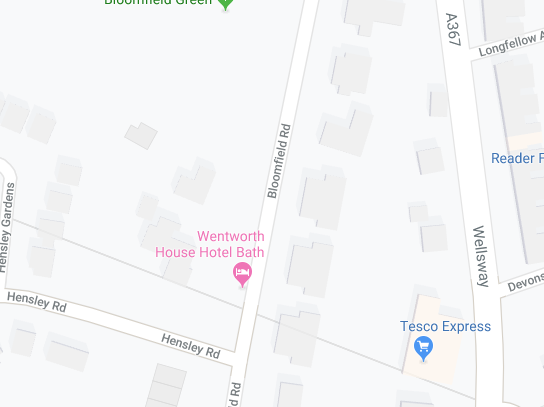 Bloomfield Green
A367
Longfellow A
Bloomfield Rd
Reader F
Hensley Gardens
Wentworth
House Hotel Bath
Wellsway
Devons
Hensley Rd
Tesco Express
Hensley Rd
d Rd